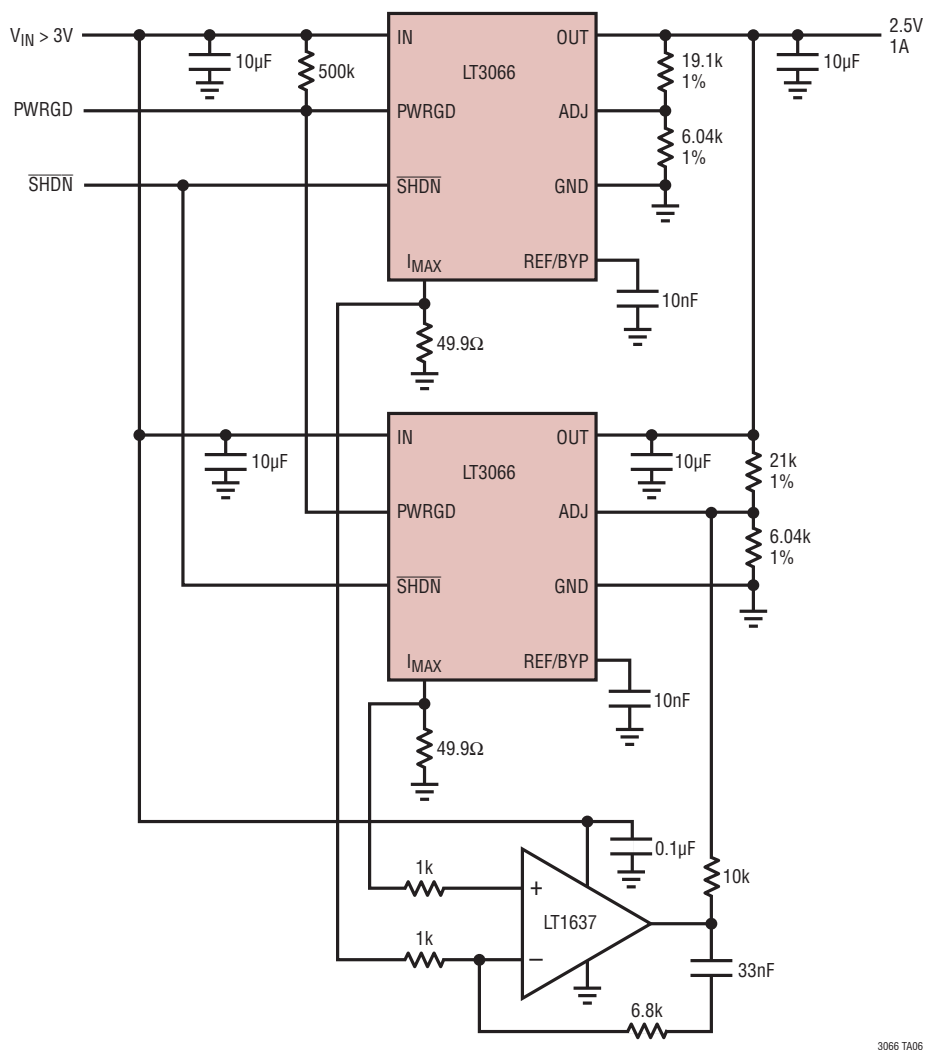 V_IN > 3V
IN
OUT
2.5V
1A
10µF
500k
LT3066
19.1k
1%
10µF
PWRGD
PWRGD
ADJ
6.04k
1%
SHDN
SHDN
GND
I_MAX
REF/BYP
10nF
49.9Ω
IN
OUT
10µF
LT3066
10µF
21k
1%
PWRGD
ADJ
6.04k
1%
SHDN
GND
I_MAX
REF/BYP
10nF
49.9Ω
0.1µF
1k
+
10k
LT1637
1k
–
33nF
6.8k
3066 TA06